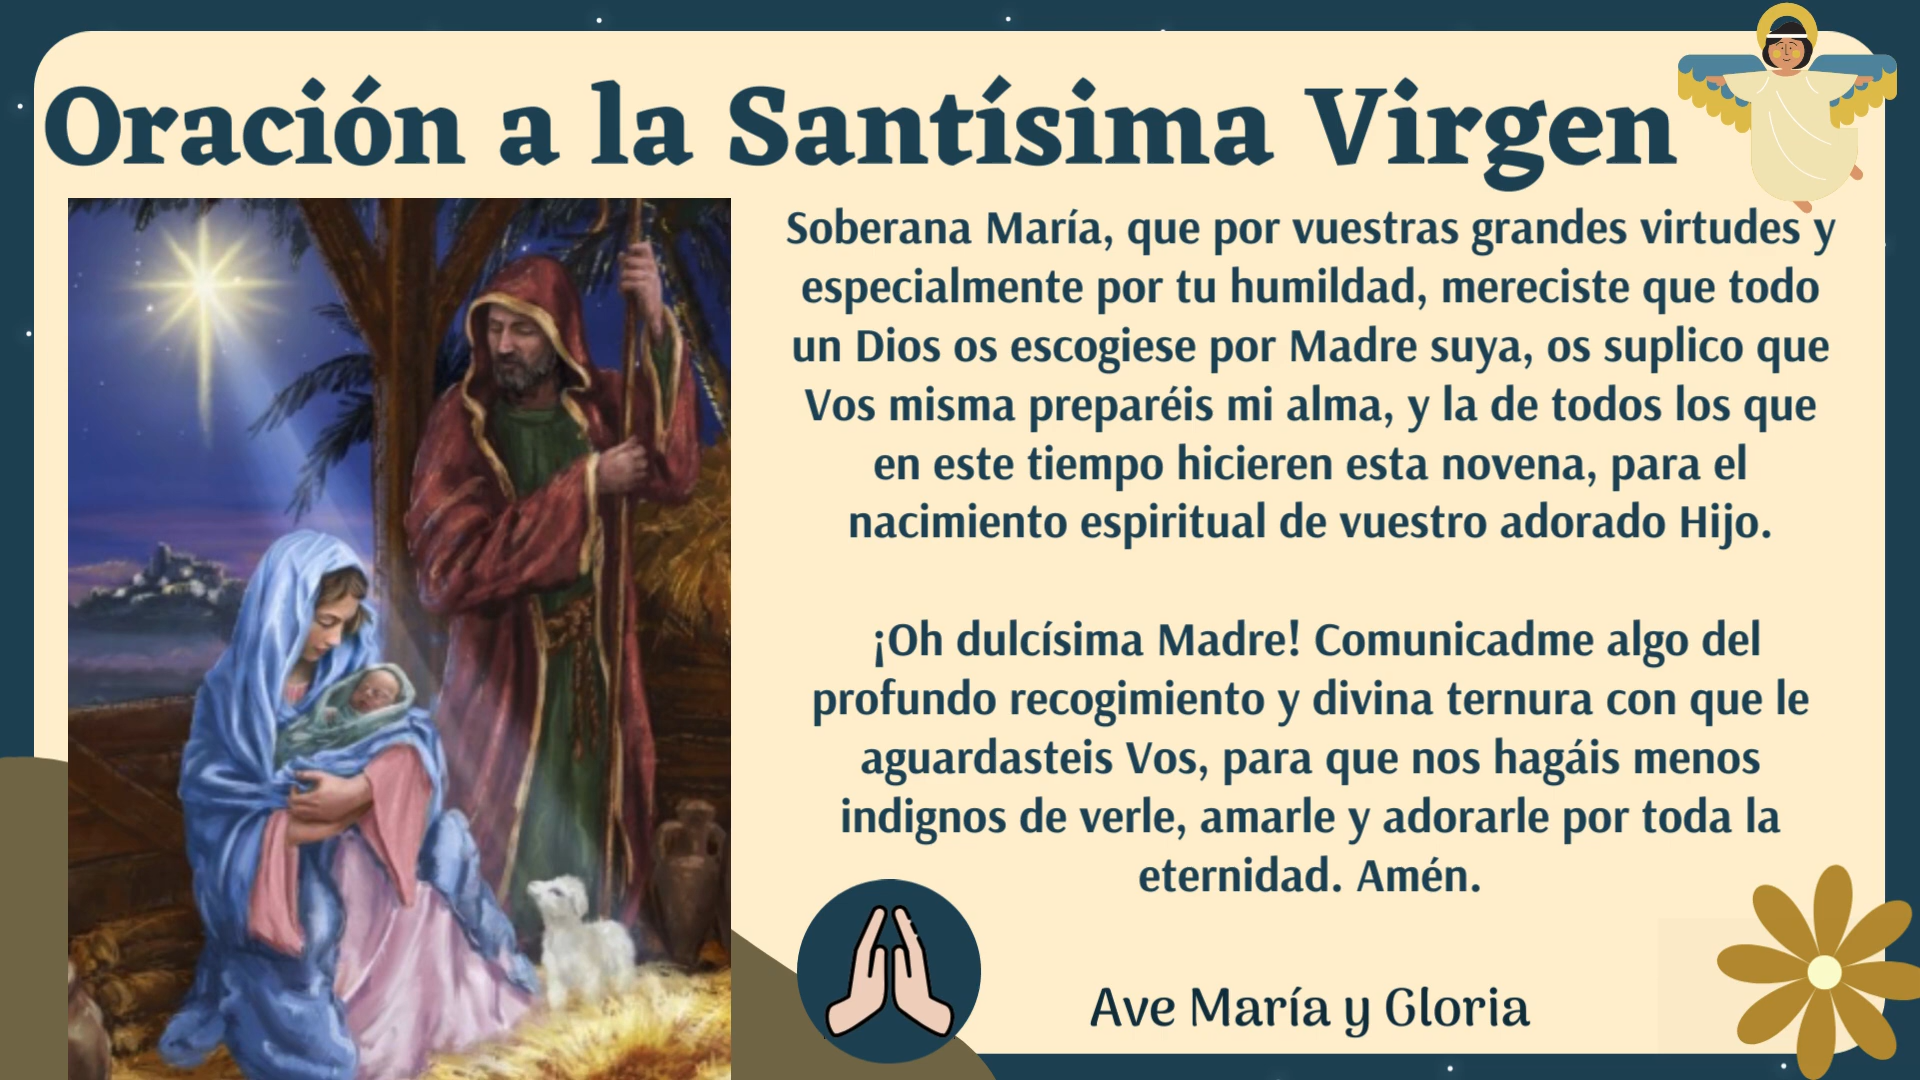 Oración a la Santísima Virgen
Soberana María, que por vuestras grandes virtudes y
especialmente por tu humildad, mereciste que todo
un Dios os escogiese por Madre suya, os suplico que
Vos misma preparéis mi alma, y la de todos los que
en este tiempo hicieren esta novena, para el
nacimiento espiritual de vuestro adorado Hijo.
¡Oh dulcísima Madre! Comunicadme algo del
profundo recogimiento y divina ternura con que le
aguardasteis Vos, para que nos hagáis menos
indignos de verle, amarle y adorarle por toda la
eternidad. Amén.
Ave María y Gloria